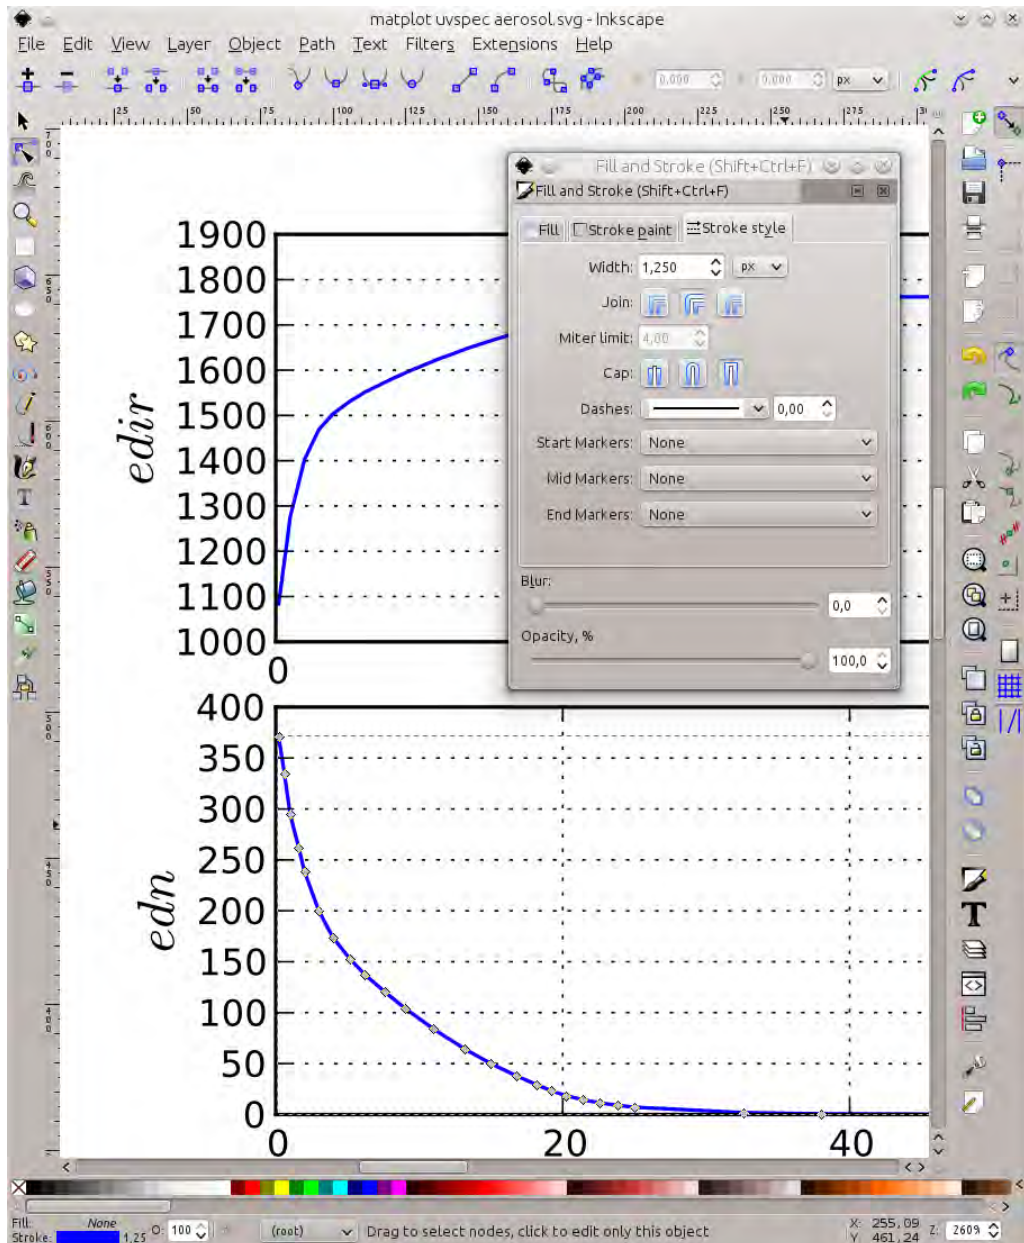 matplot uvspec aerosol.svg - Inkscape
File Edit View Layer Object Path Text Filters Extensions Help
0,000 0,000 px
25 50 75 100 125 150 175 200 225 250 275
Fill and Stroke (Shift+Ctrl+F)
Fill and Stroke (Shift+Ctrl+F)
Fill Stroke paint Stroke style
Width: 1,250 px
Join:
Miter limit: 4,00
Cap:
Dashes: 0,00
Start Markers: None
Mid Markers: None
End Markers: None
Blur:
0,0
Opacity, %
100,0
edir
1900
1800
1700
1600
1500
1400
1300
1200
1100
1000
0
edn
400
350
300
250
200
150
100
50
0
0 20 40
Fill: None
Stroke: 1,25
O: 100
(root)
Drag to select nodes, click to edit only this object
X: 255,09
Y: 461,24
Z: 260%